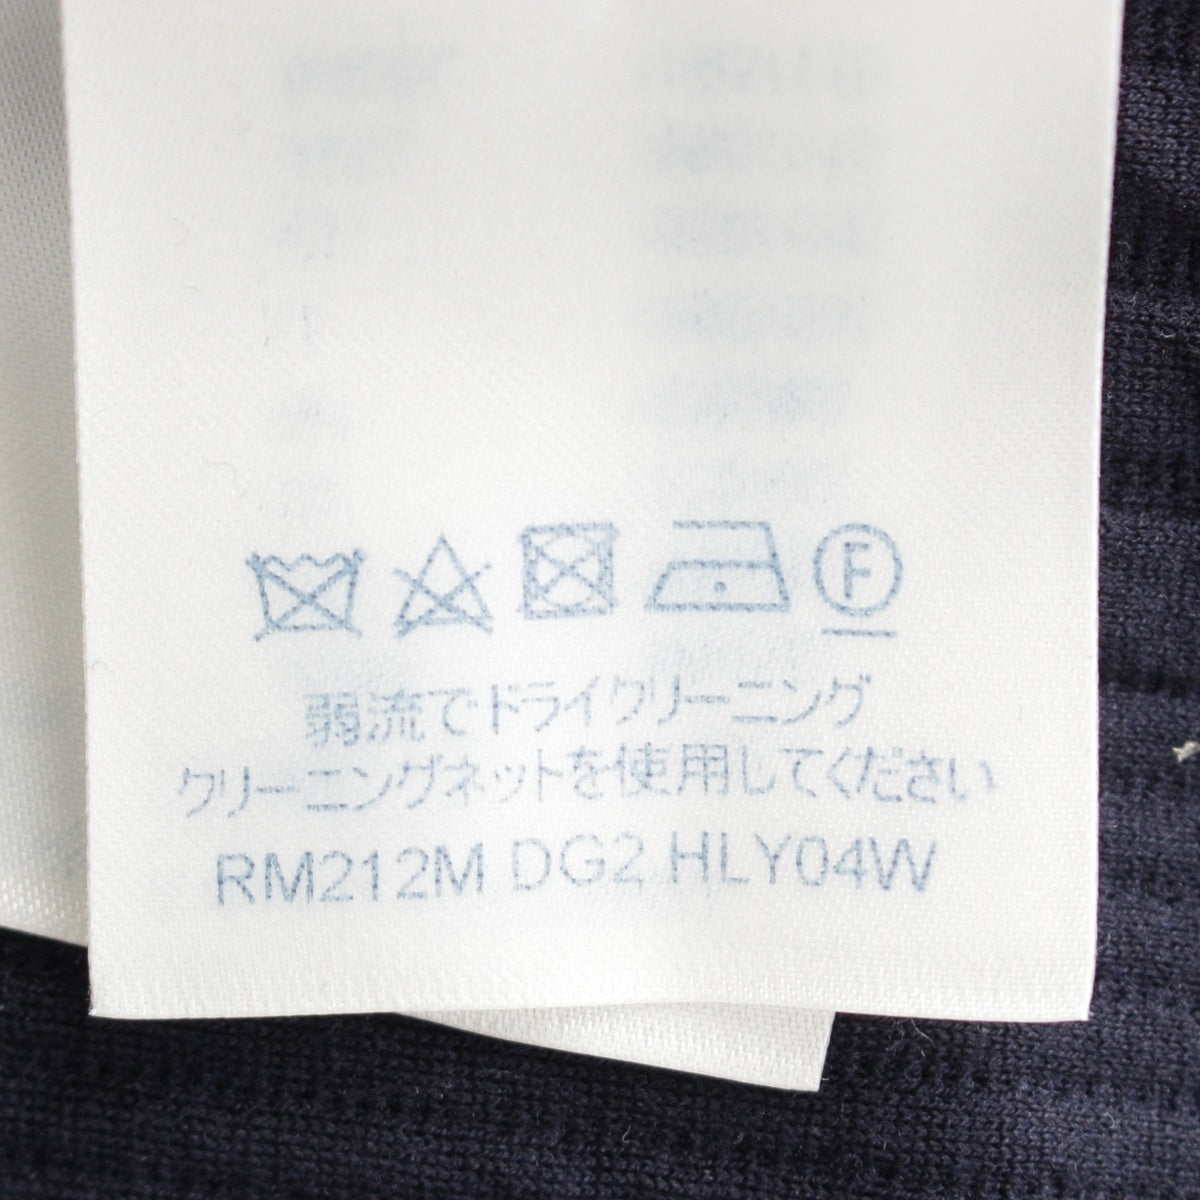 F
弱流でドライクリーニング
クリーニングネットを使用してください
RM212M DG2 HLY04W